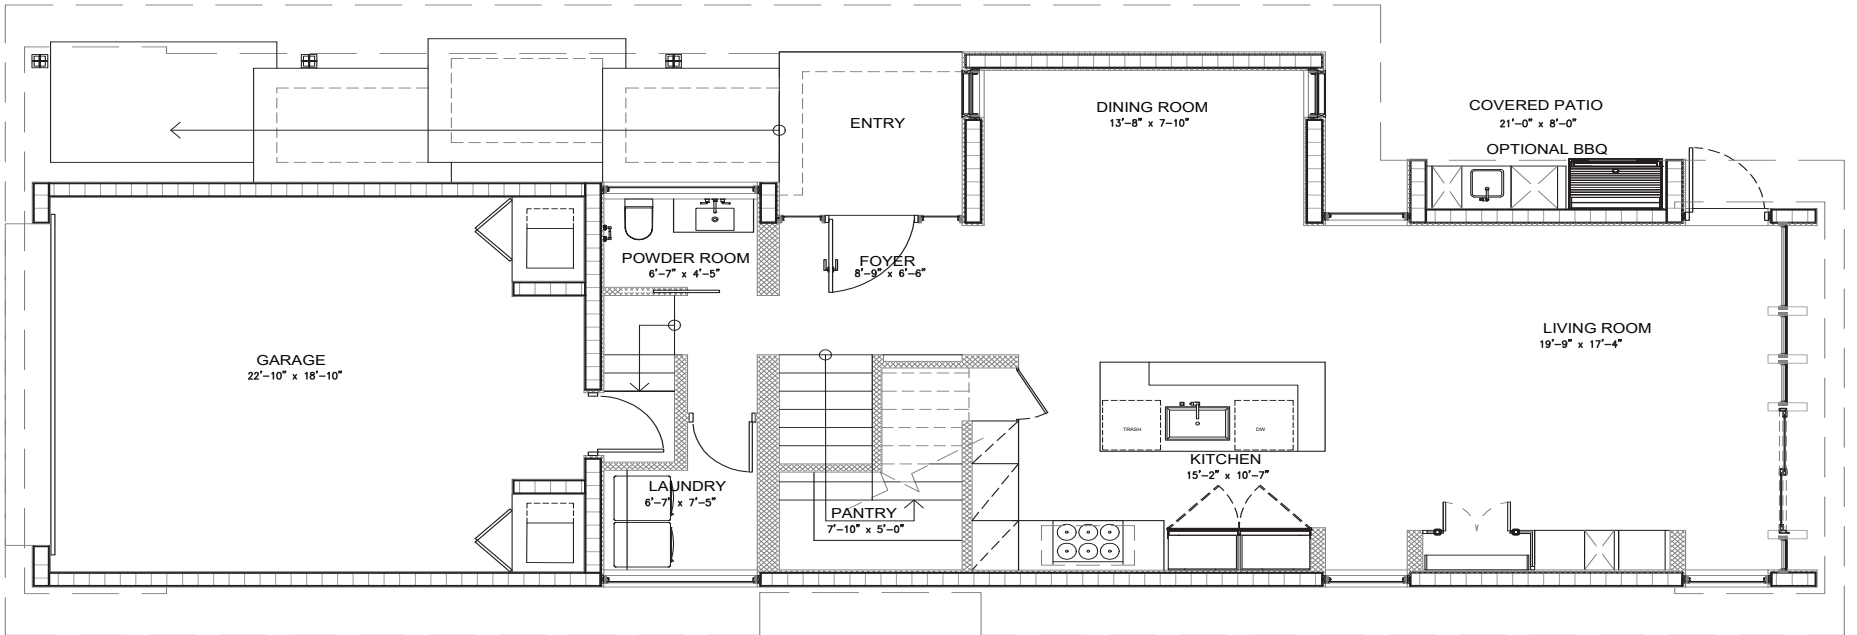 COVERED PATIO
21'-0" x 8'-0"
OPTIONAL BBQ
DINING ROOM
13'-8" x 7-10"
ENTRY
POWDER ROOM
6'-7" x 4'-5"
FOYER
8'-9" x 6'-6"
GARAGE
22'-10" x 18'-10"
LIVING ROOM
19'-9" x 17'-4"
TRASH
DW
KITCHEN
15'-2" x 10'-7"
LAUNDRY
6'-7" x 7'-5"
PANTRY
7'-10" x 5'-0"